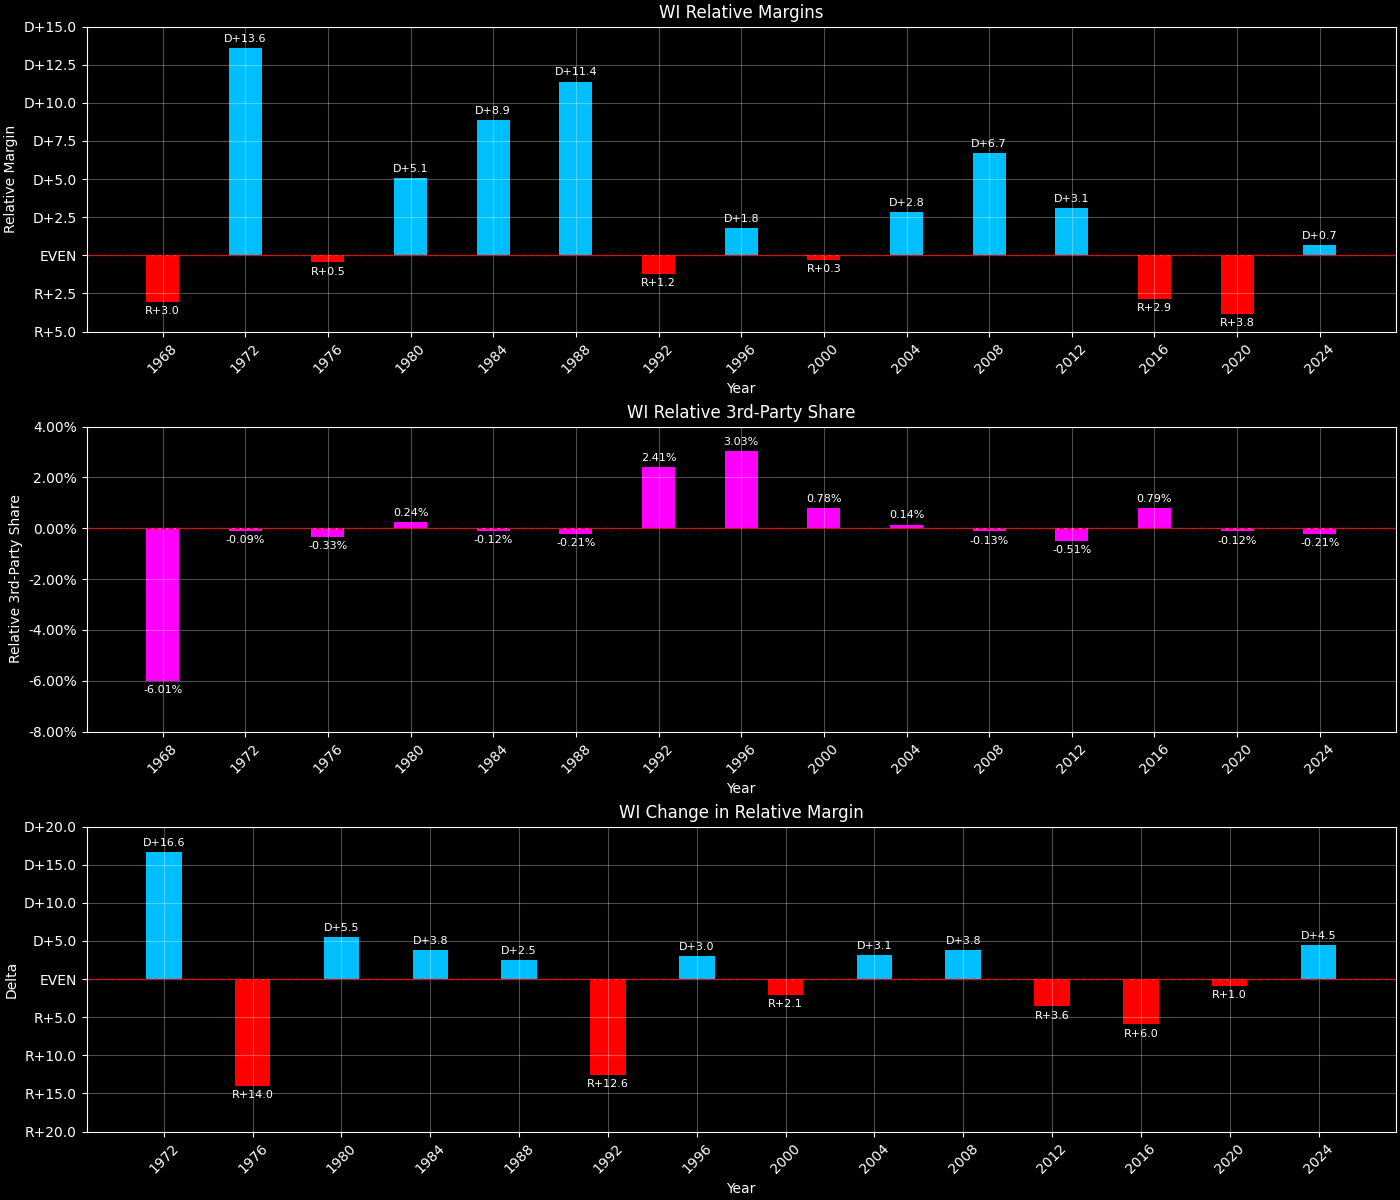 WI Relative Margins
Relative Margin
D+15.0
D+12.5
D+10.0
D+7.5
D+5.0
D+2.5
EVEN
R+2.5
R+5.0
R+3.0
D+13.6
R+0.5
D+5.1
D+8.9
D+11.4
R+1.2
D+1.8
R+0.3
D+2.8
D+6.7
D+3.1
R+2.9
R+3.8
D+0.7
1968 1972 1976 1980 1984 1988 1992 1996 2000 2004 2008 2012 2016 2020 2024
Year
WI Relative 3rd-Party Share
Relative 3rd-Party Share
4.00%
2.00%
0.00%
-2.00%
-4.00%
-6.00%
-8.00%
-6.01%
-0.09%
-0.33%
0.24%
-0.12%
-0.21%
2.41%
3.03%
0.78%
0.14%
-0.13%
-0.51%
0.79%
-0.12%
-0.21%
1968 1972 1976 1980 1984 1988 1992 1996 2000 2004 2008 2012 2016 2020 2024
Year
WI Change in Relative Margin
Delta
D+20.0
D+15.0
D+10.0
D+5.0
EVEN
R+5.0
R+10.0
R+15.0
R+20.0
D+16.6
R+14.0
D+5.5
D+3.8
D+2.5
R+12.6
D+3.0
R+2.1
D+3.1
D+3.8
R+3.6
R+6.0
R+1.0
D+4.5
1972 1976 1980 1984 1988 1992 1996 2000 2004 2008 2012 2016 2020 2024
Year